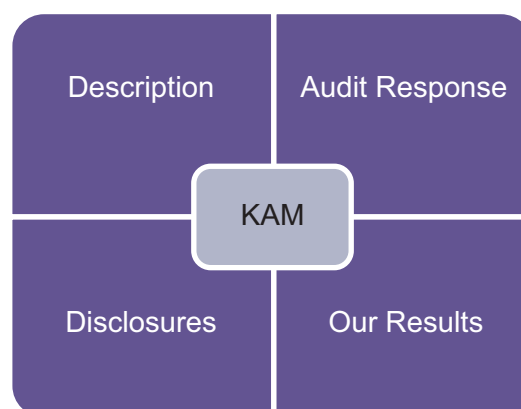 Description
Audit Response
KAM
Disclosures
Our Results